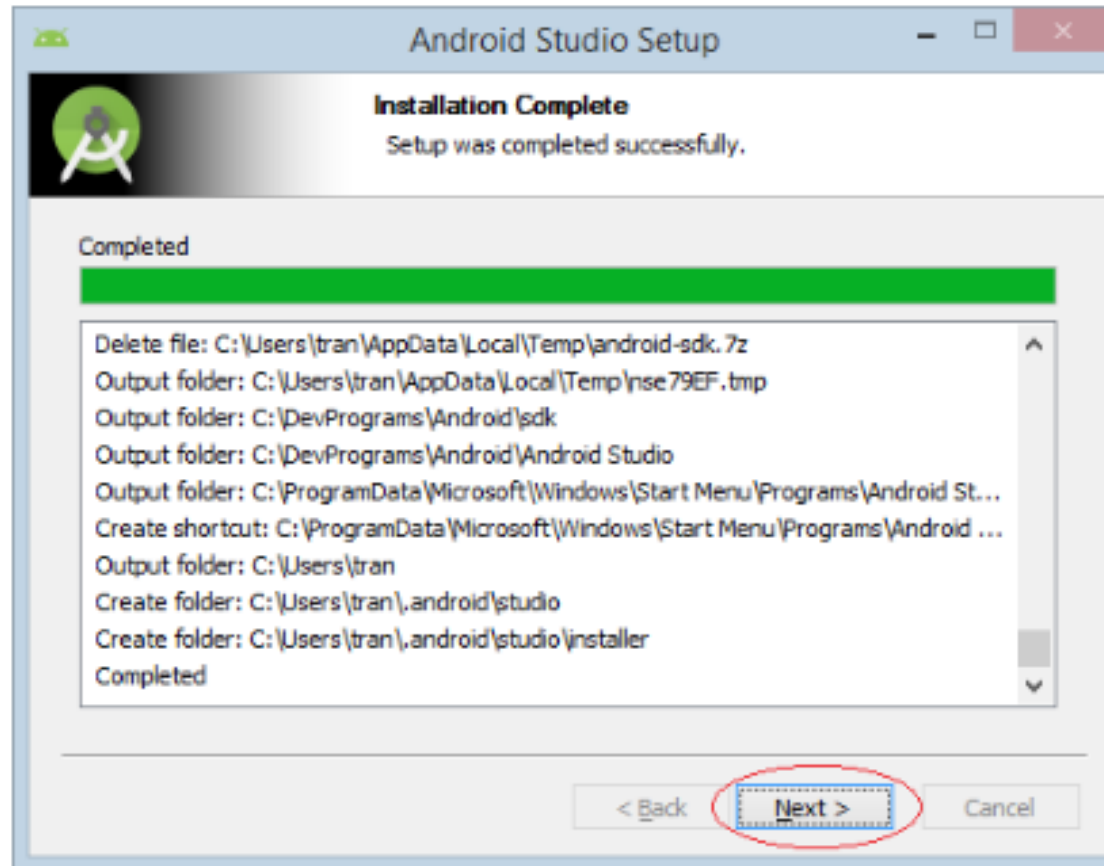 Android Studio Setup
Installation Complete
Setup was completed successfully.
Completed
Delete file: C:\Users\tran\AppData\Local\Temp\android-sdk.7z
Output folder: C:\Users\tran\AppData\Local\Temp\nse79EF.tmp
Output folder: C:\DevPrograms\Android\sdk
Output folder: C:\DevPrograms\Android\Android Studio
Output folder: C:\ProgramData\Microsoft\Windows\Start Menu\Programs\Android St...
Create shortcut: C:\ProgramData\Microsoft\Windows\Start Menu\Programs\Android ...
Output folder: C:\Users\tran
Create folder: C:\Users\tran\.android\studio
Create folder: C:\Users\tran\.android\studio\installer
Completed
< Back Next > Cancel